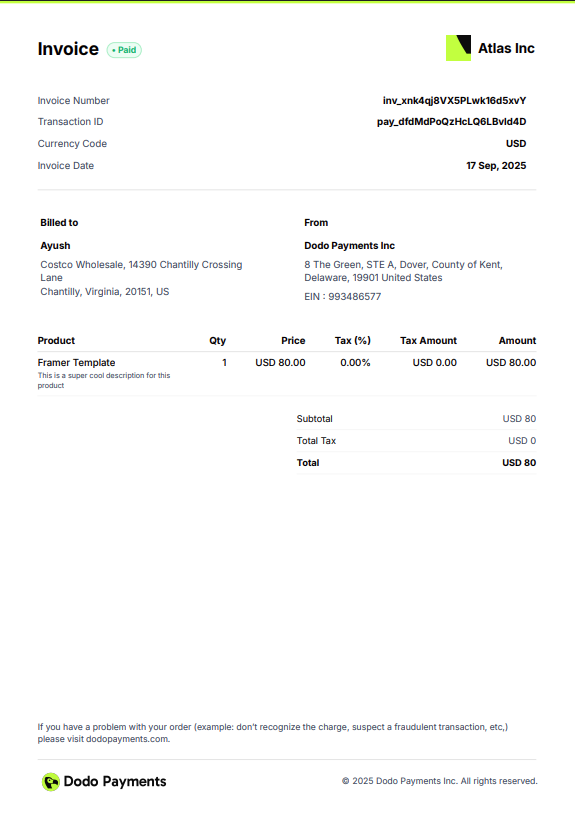 Invoice
• Paid
Atlas Inc
Invoice Number inv_xnk4qj8VX5PLwk16d5xvY
Transaction ID pay_dfdMdPoQzHcLQ6LBvId4D
Currency Code USD
Invoice Date 17 Sep, 2025
Billed to
Ayush
Costco Wholesale, 14390 Chantilly Crossing
Lane
Chantilly, Virginia, 20151, US
From
Dodo Payments Inc
8 The Green, STE A, Dover, County of Kent,
Delaware, 19901 United States
EIN : 993486577
Product Qty Price Tax (%) Tax Amount Amount
Framer Template 1 USD 80.00 0.00% USD 0.00 USD 80.00
This is a super cool description for this
product
Subtotal USD 80
Total Tax USD 0
Total USD 80
If you have a problem with your order (example: don't recognize the charge, suspect a fraudulent transaction, etc,)
please visit dodopayments.com.
Dodo Payments
© 2025 Dodo Payments Inc. All rights reserved.